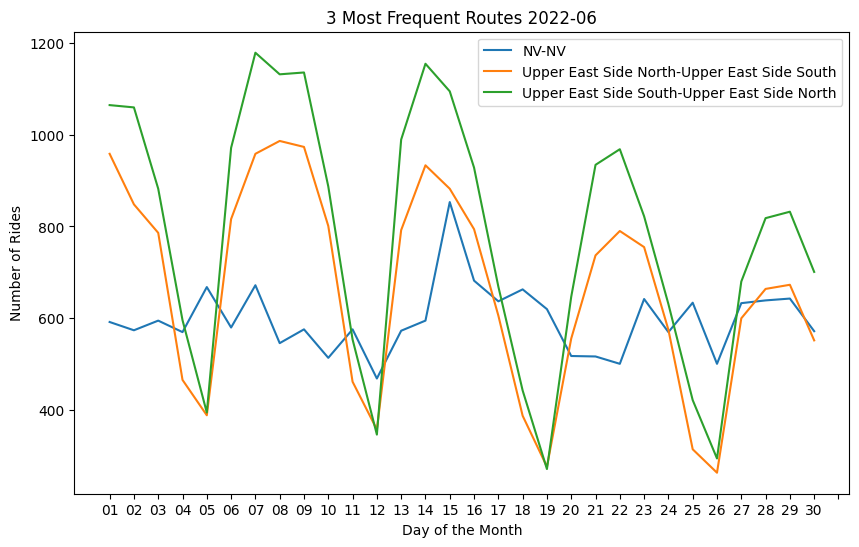 3 Most Frequent Routes 2022-06
NV-NV
Upper East Side North-Upper East Side South
Upper East Side South-Upper East Side North
Number of Rides
1200
1000
800
600
400
01 02 03 04 05 06 07 08 09 10 11 12 13 14 15 16 17 18 19 20 21 22 23 24 25 26 27 28 29 30
Day of the Month